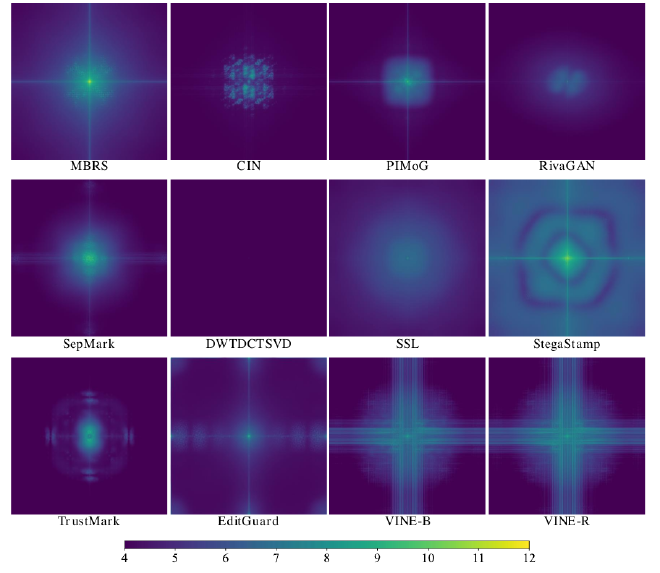 MBRS CIN PIMoG RivaGAN
SepMark DWTDCTSVD SSL StegaStamp
TrustMark EditGuard VINE-B VINE-R
4 5 6 7 8 9 10 11 12